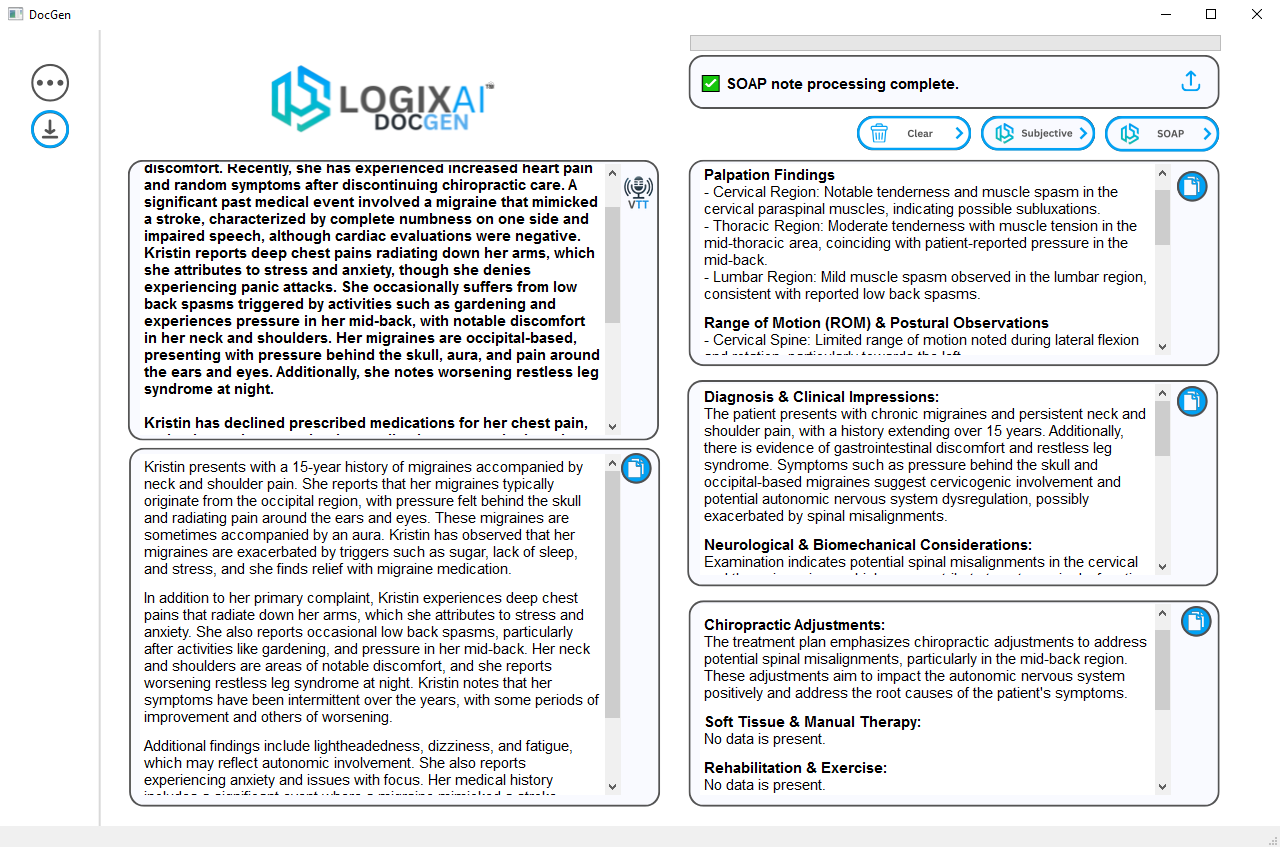 DocGen
LOGIXAI™
DOCGEN
SOAP note processing complete.
Clear
Subjective
SOAP
discomfort. Recently, she has experienced increased heart pain
and random symptoms after discontinuing chiropractic care. A
significant past medical event involved a migraine that mimicked
a stroke, characterized by complete numbness on one side and
impaired speech, although cardiac evaluations were negative.
Kristin reports deep chest pains radiating down her arms, which
she attributes to stress and anxiety, though she denies
experiencing panic attacks. She occasionally suffers from low
back spasms triggered by activities such as gardening and
experiences pressure in her mid-back, with notable discomfort
in her neck and shoulders. Her migraines are occipital-based,
presenting with pressure behind the skull, aura, and pain around
the ears and eyes. Additionally, she notes worsening restless leg
syndrome at night.
Kristin has declined prescribed medications for her chest pain,
VTT
Kristin presents with a 15-year history of migraines accompanied by
neck and shoulder pain. She reports that her migraines typically
originate from the occipital region, with pressure felt behind the skull
and radiating pain around the ears and eyes. These migraines are
sometimes accompanied by an aura. Kristin has observed that her
migraines are exacerbated by triggers such as sugar, lack of sleep,
and stress, and she finds relief with migraine medication.
In addition to her primary complaint, Kristin experiences deep chest
pains that radiate down her arms, which she attributes to stress and
anxiety. She also reports occasional low back spasms, particularly
after activities like gardening, and pressure in her mid-back. Her neck
and shoulders are areas of notable discomfort, and she reports
worsening restless leg syndrome at night. Kristin notes that her
symptoms have been intermittent over the years, with some periods of
improvement and others of worsening.
Additional findings include lightheadedness, dizziness, and fatigue,
which may reflect autonomic involvement. She also reports
experiencing anxiety and issues with focus. Her medical history
includes a significant event where a migraine mimicked a stroke
Palpation Findings
- Cervical Region: Notable tenderness and muscle spasm in the
cervical paraspinal muscles, indicating possible subluxations.
- Thoracic Region: Moderate tenderness with muscle tension in the
mid-thoracic area, coinciding with patient-reported pressure in the
mid-back.
- Lumbar Region: Mild muscle spasm observed in the lumbar region,
consistent with reported low back spasms.
Range of Motion (ROM) & Postural Observations
- Cervical Spine: Limited range of motion noted during lateral flexion
and rotation, particularly towards the left
Diagnosis & Clinical Impressions:
The patient presents with chronic migraines and persistent neck and
shoulder pain, with a history extending over 15 years. Additionally,
there is evidence of gastrointestinal discomfort and restless leg
syndrome. Symptoms such as pressure behind the skull and
occipital-based migraines suggest cervicogenic involvement and
potential autonomic nervous system dysregulation, possibly
exacerbated by spinal misalignments.
Neurological & Biomechanical Considerations:
Examination indicates potential spinal misalignments in the cervical
Chiropractic Adjustments:
The treatment plan emphasizes chiropractic adjustments to address
potential spinal misalignments, particularly in the mid-back region.
These adjustments aim to impact the autonomic nervous system
positively and address the root causes of the patient's symptoms.
Soft Tissue & Manual Therapy:
No data is present.
Rehabilitation & Exercise:
No data is present.